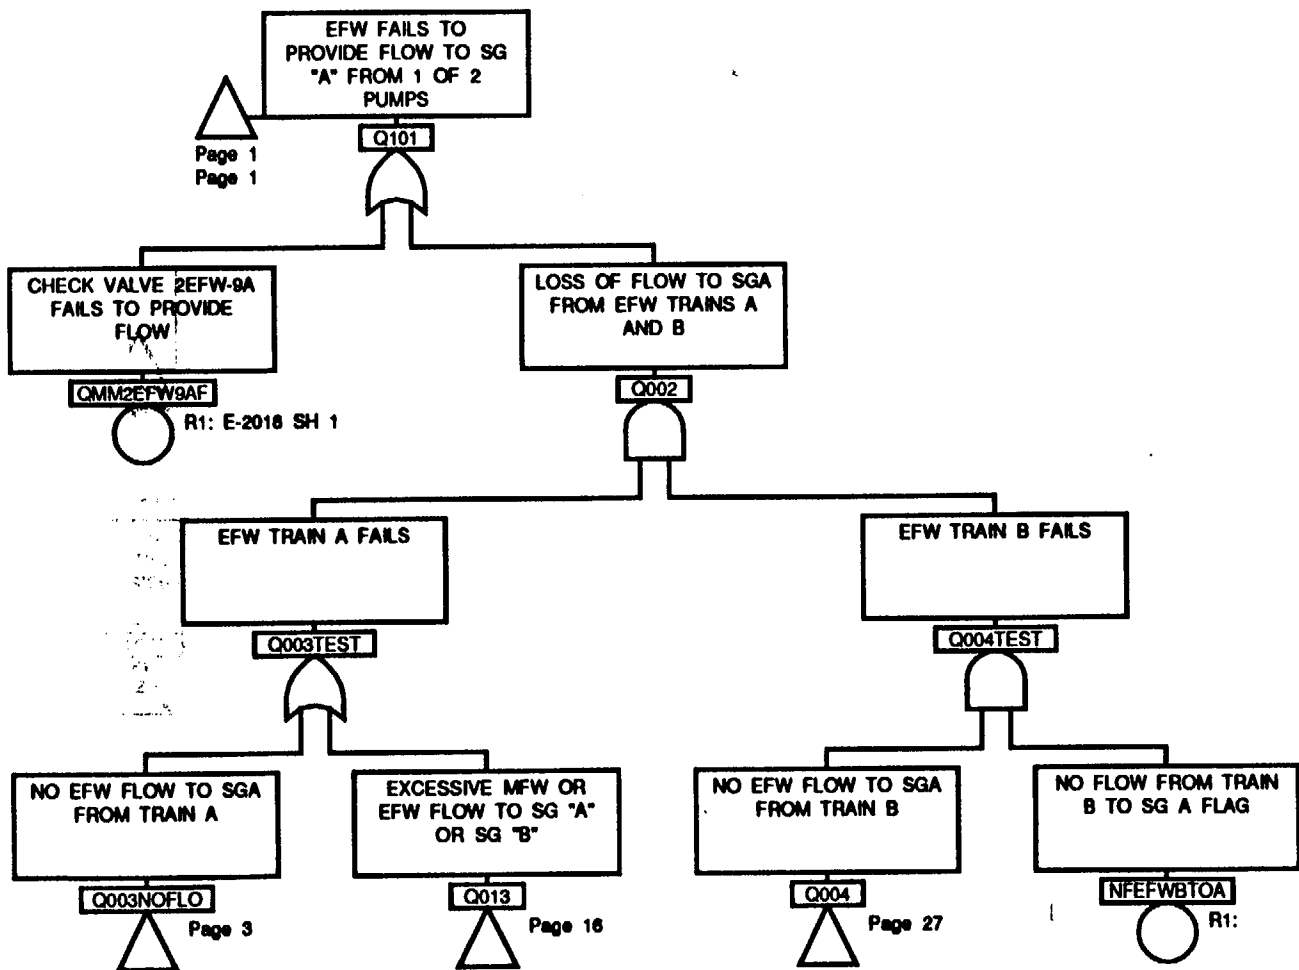 EFW FAILS TO
PROVIDE FLOW TO SG
"A" FROM 1 OF 2
PUMPS
Q101
Page 1
Page 1
CHECK VALVE 2EFW-9A
FAILS TO PROVIDE
FLOW
QMM2EFW9AF
R1: E-2018 SH 1
LOSS OF FLOW TO SGA
FROM EFW TRAINS A
AND B
Q002
EFW TRAIN A FAILS
Q003TEST
EFW TRAIN B FAILS
Q004TEST
NO EFW FLOW TO SGA
FROM TRAIN A
Q003NOFLO
Page 3
EXCESSIVE MFW OR
EFW FLOW TO SG "A"
OR SG "B"
Q013
Page 16
NO EFW FLOW TO SGA
FROM TRAIN B
Q004
Page 27
NO FLOW FROM TRAIN
B TO SG A FLAG
NFEFWBTOA
R1: